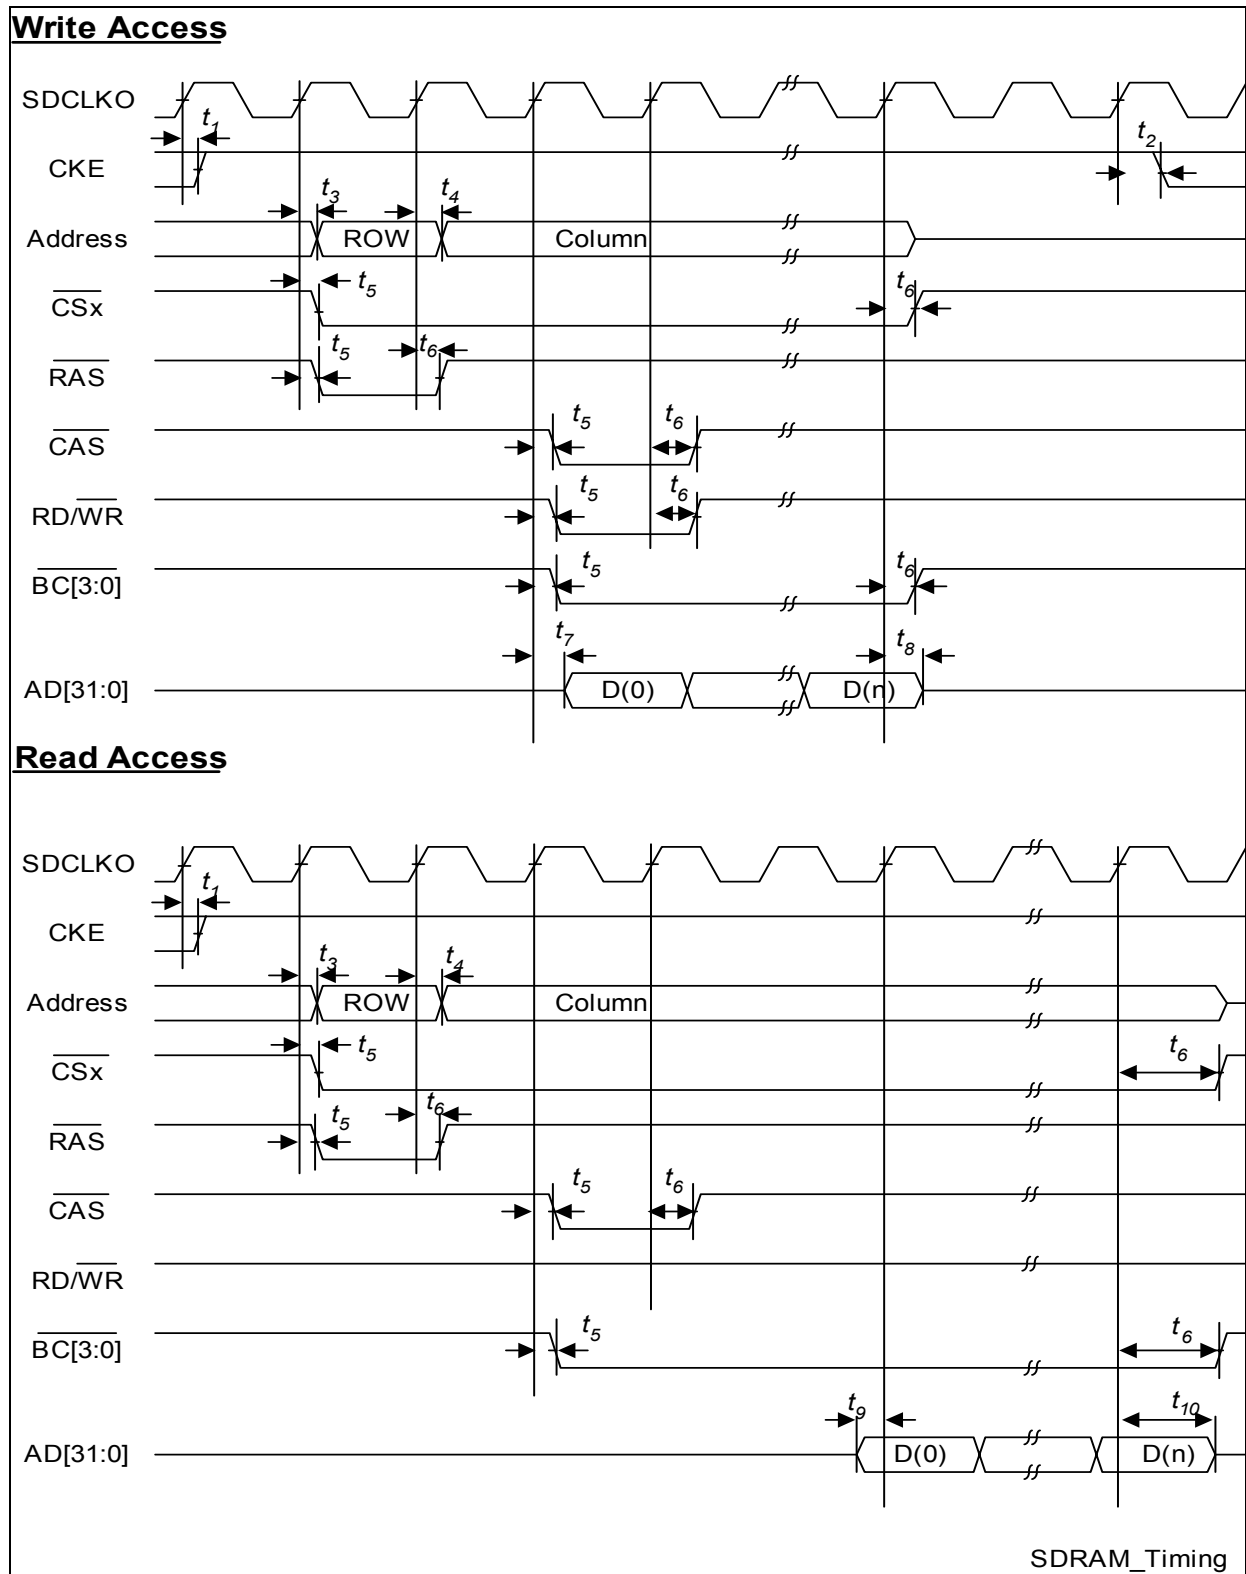 Write Access
SDCLKO
t1
t2
CKE
t3 t4
Address ROW Column
CSx t5 t6
RAS t5 t6
CAS t5 t6
RD/WR t5 t6
BC[3:0] t5 t6
t7 t8
AD[31:0] D(0) D(n)
Read Access
SDCLKO
t1
CKE
t3 t4
Address ROW Column
CSx t5 t6
RAS t5 t6
CAS t5 t6
RD/WR
BC[3:0] t5 t6
t9 t10
AD[31:0] D(0) D(n)
SDRAM_Timing